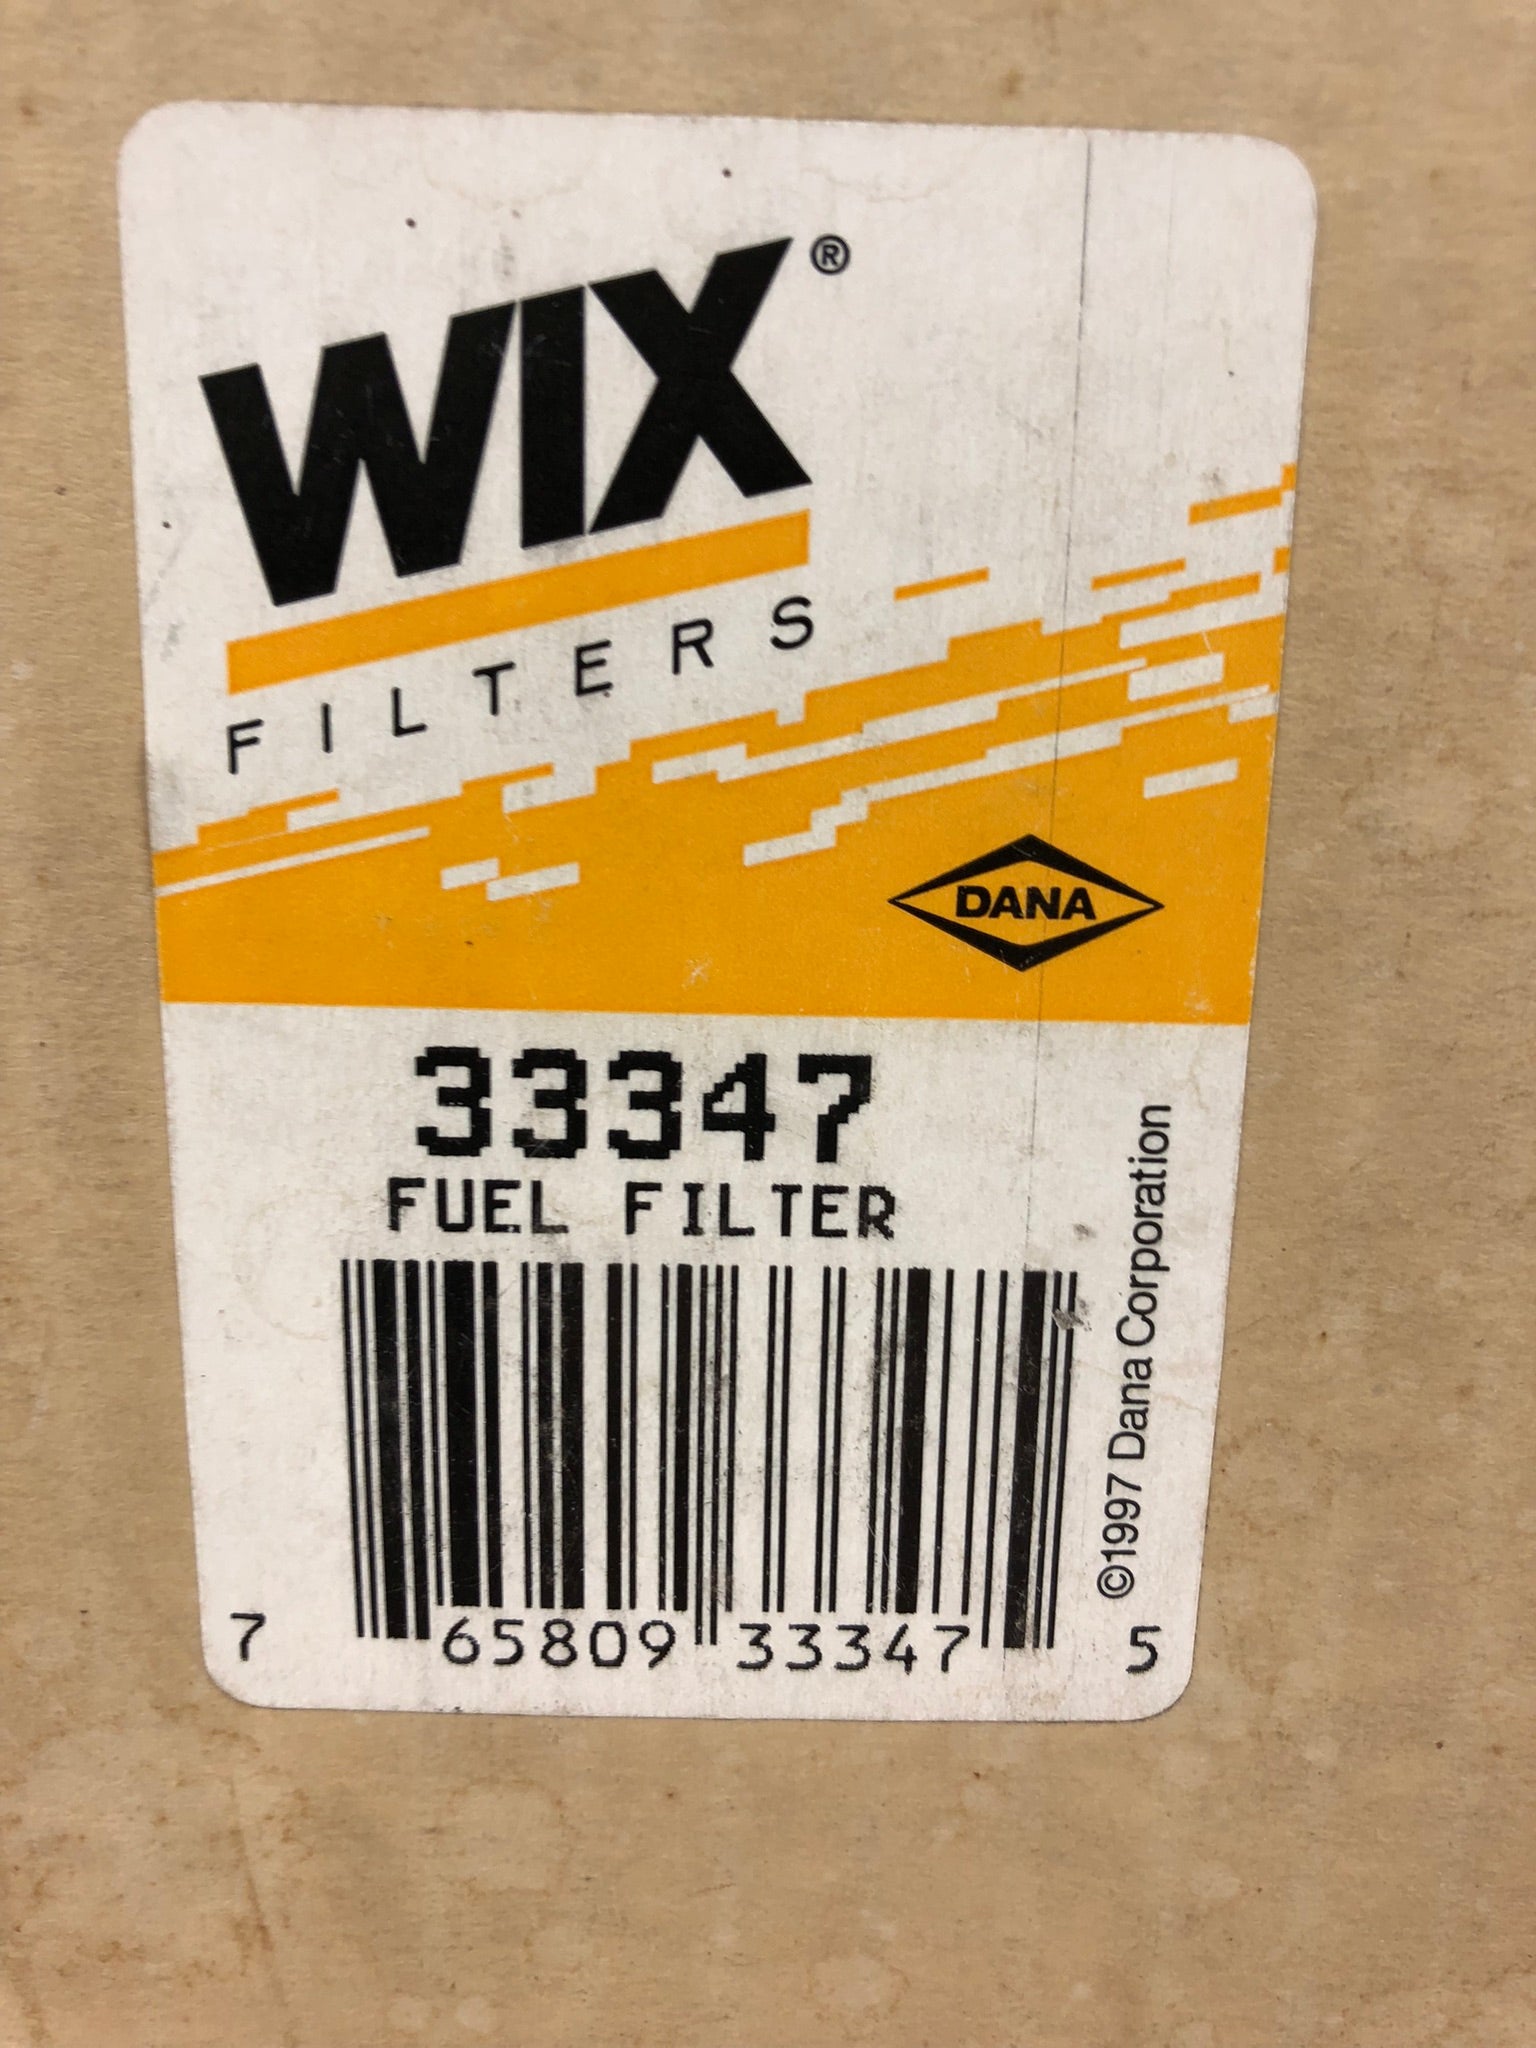 WIX®
FILTERS
DANA
33347
FUEL FILTER
©1997 Dana Corporation
7 65809 33347 5